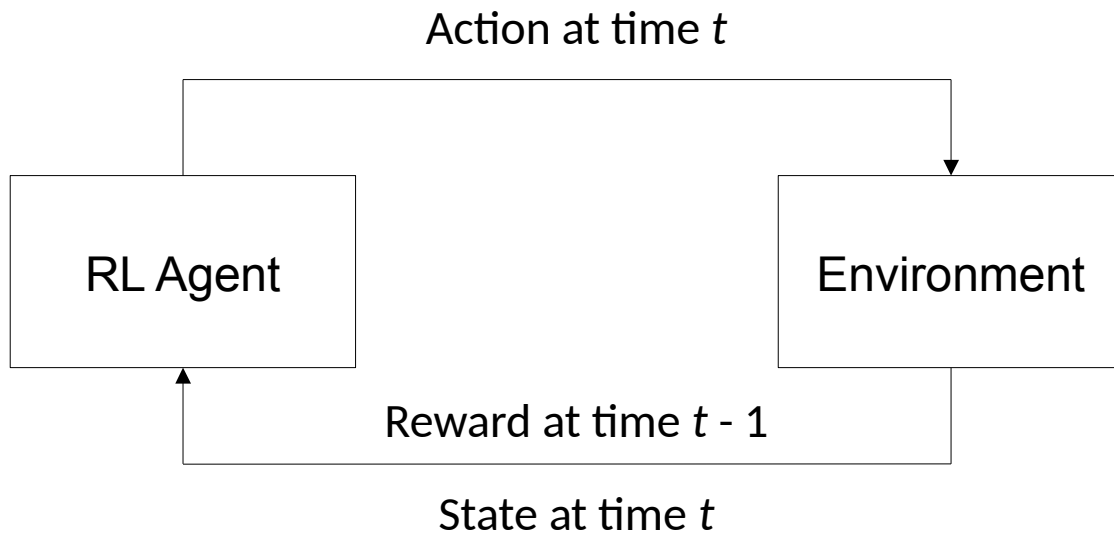 Action at time t
RL Agent
Environment
Reward at time t - 1
State at time t